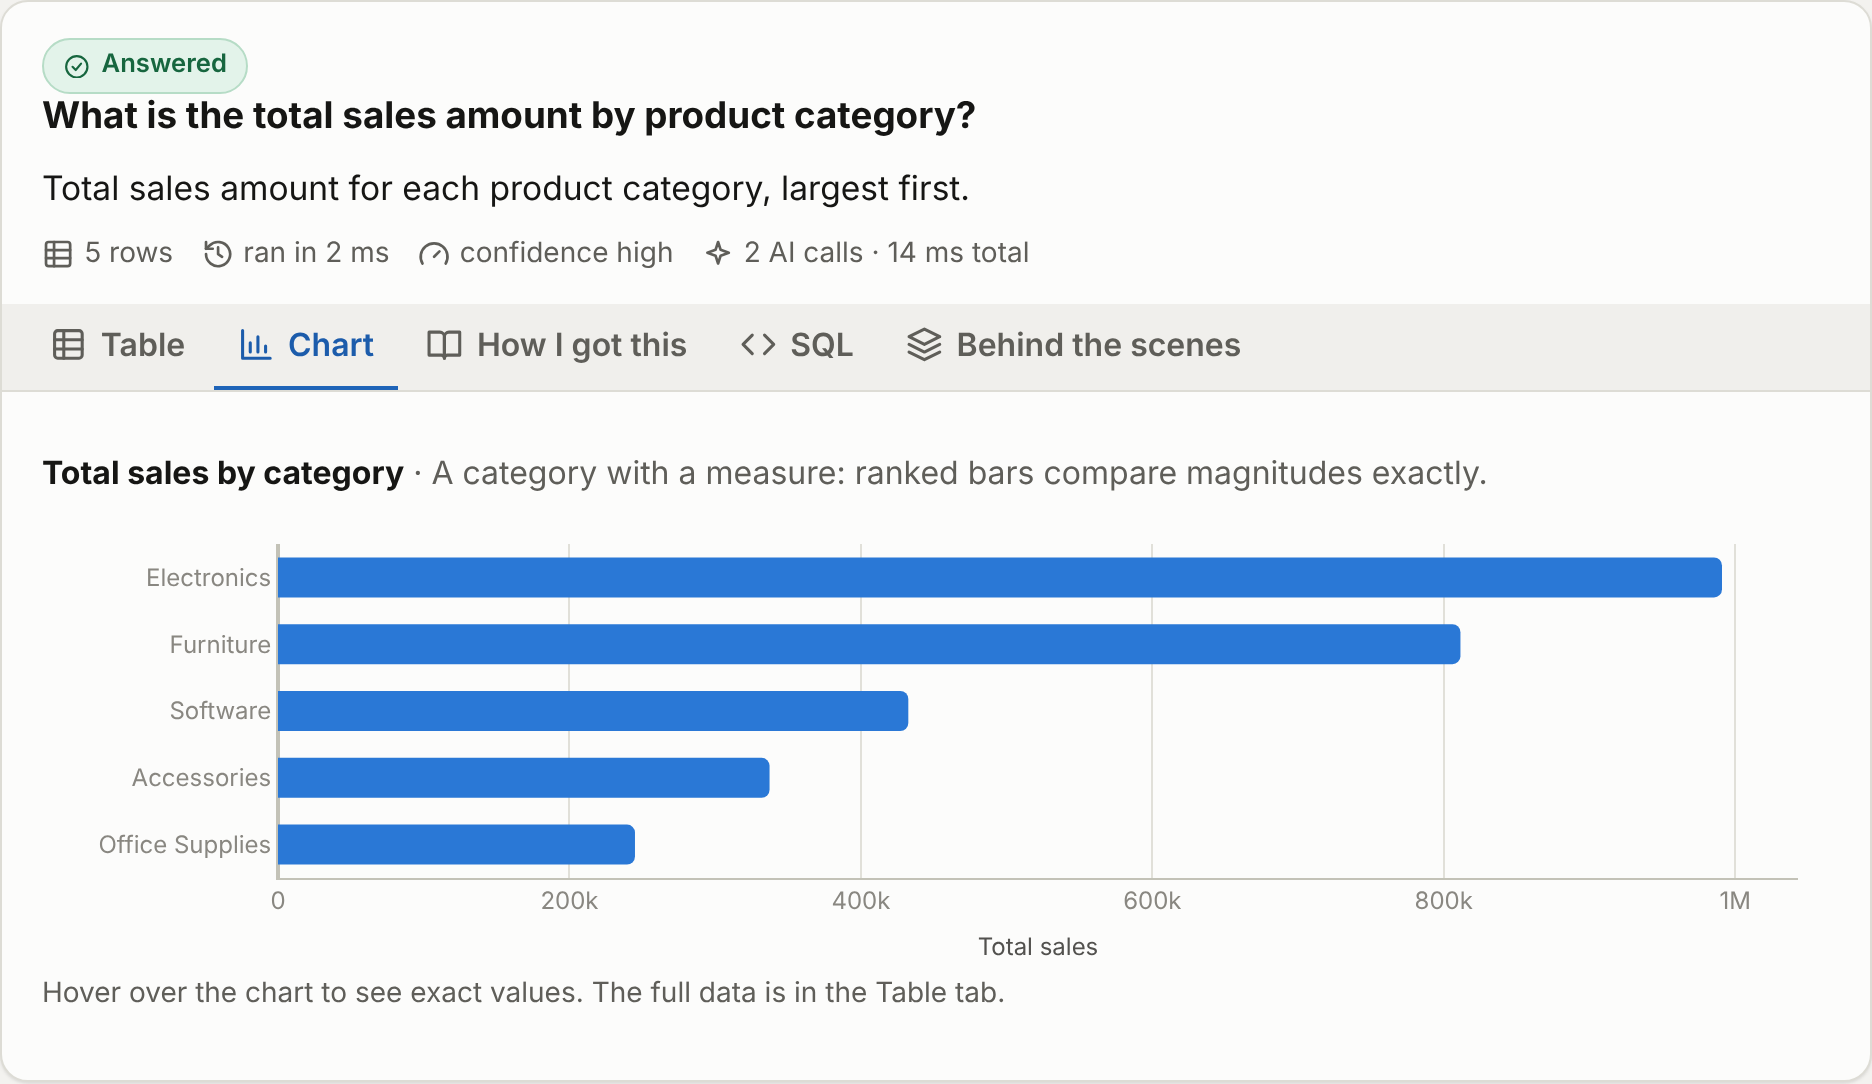 Answered
What is the total sales amount by product category?
Total sales amount for each product category, largest first.
5 rows ran in 2 ms confidence high 2 AI calls · 14 ms total
Table Chart How I got this SQL Behind the scenes
Total sales by category · A category with a measure: ranked bars compare magnitudes exactly.
Electronics
Furniture
Software
Accessories
Office Supplies
0 200k 400k 600k 800k 1M
Total sales
Hover over the chart to see exact values. The full data is in the Table tab.